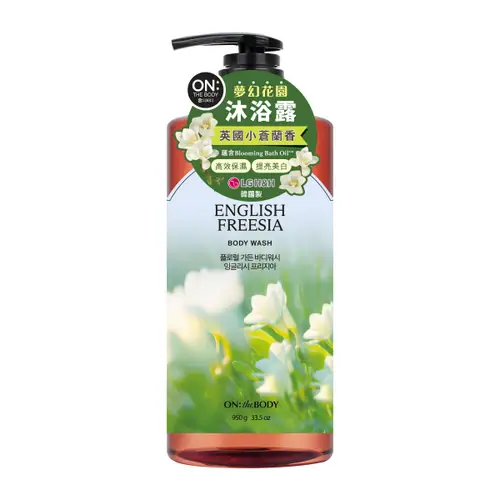 ON:
THE BODY
夢幻花園
沐浴露
英國小蒼蘭香
蘊含Blooming Bath Oil™
高效保濕
提亮美白
LG H&H
韓國製
ENGLISH
FREESIA
BODY WASH
플로럴 가든 바디워시
잉글리시 프리지아
ON: the BODY
950 g 33.5 oz